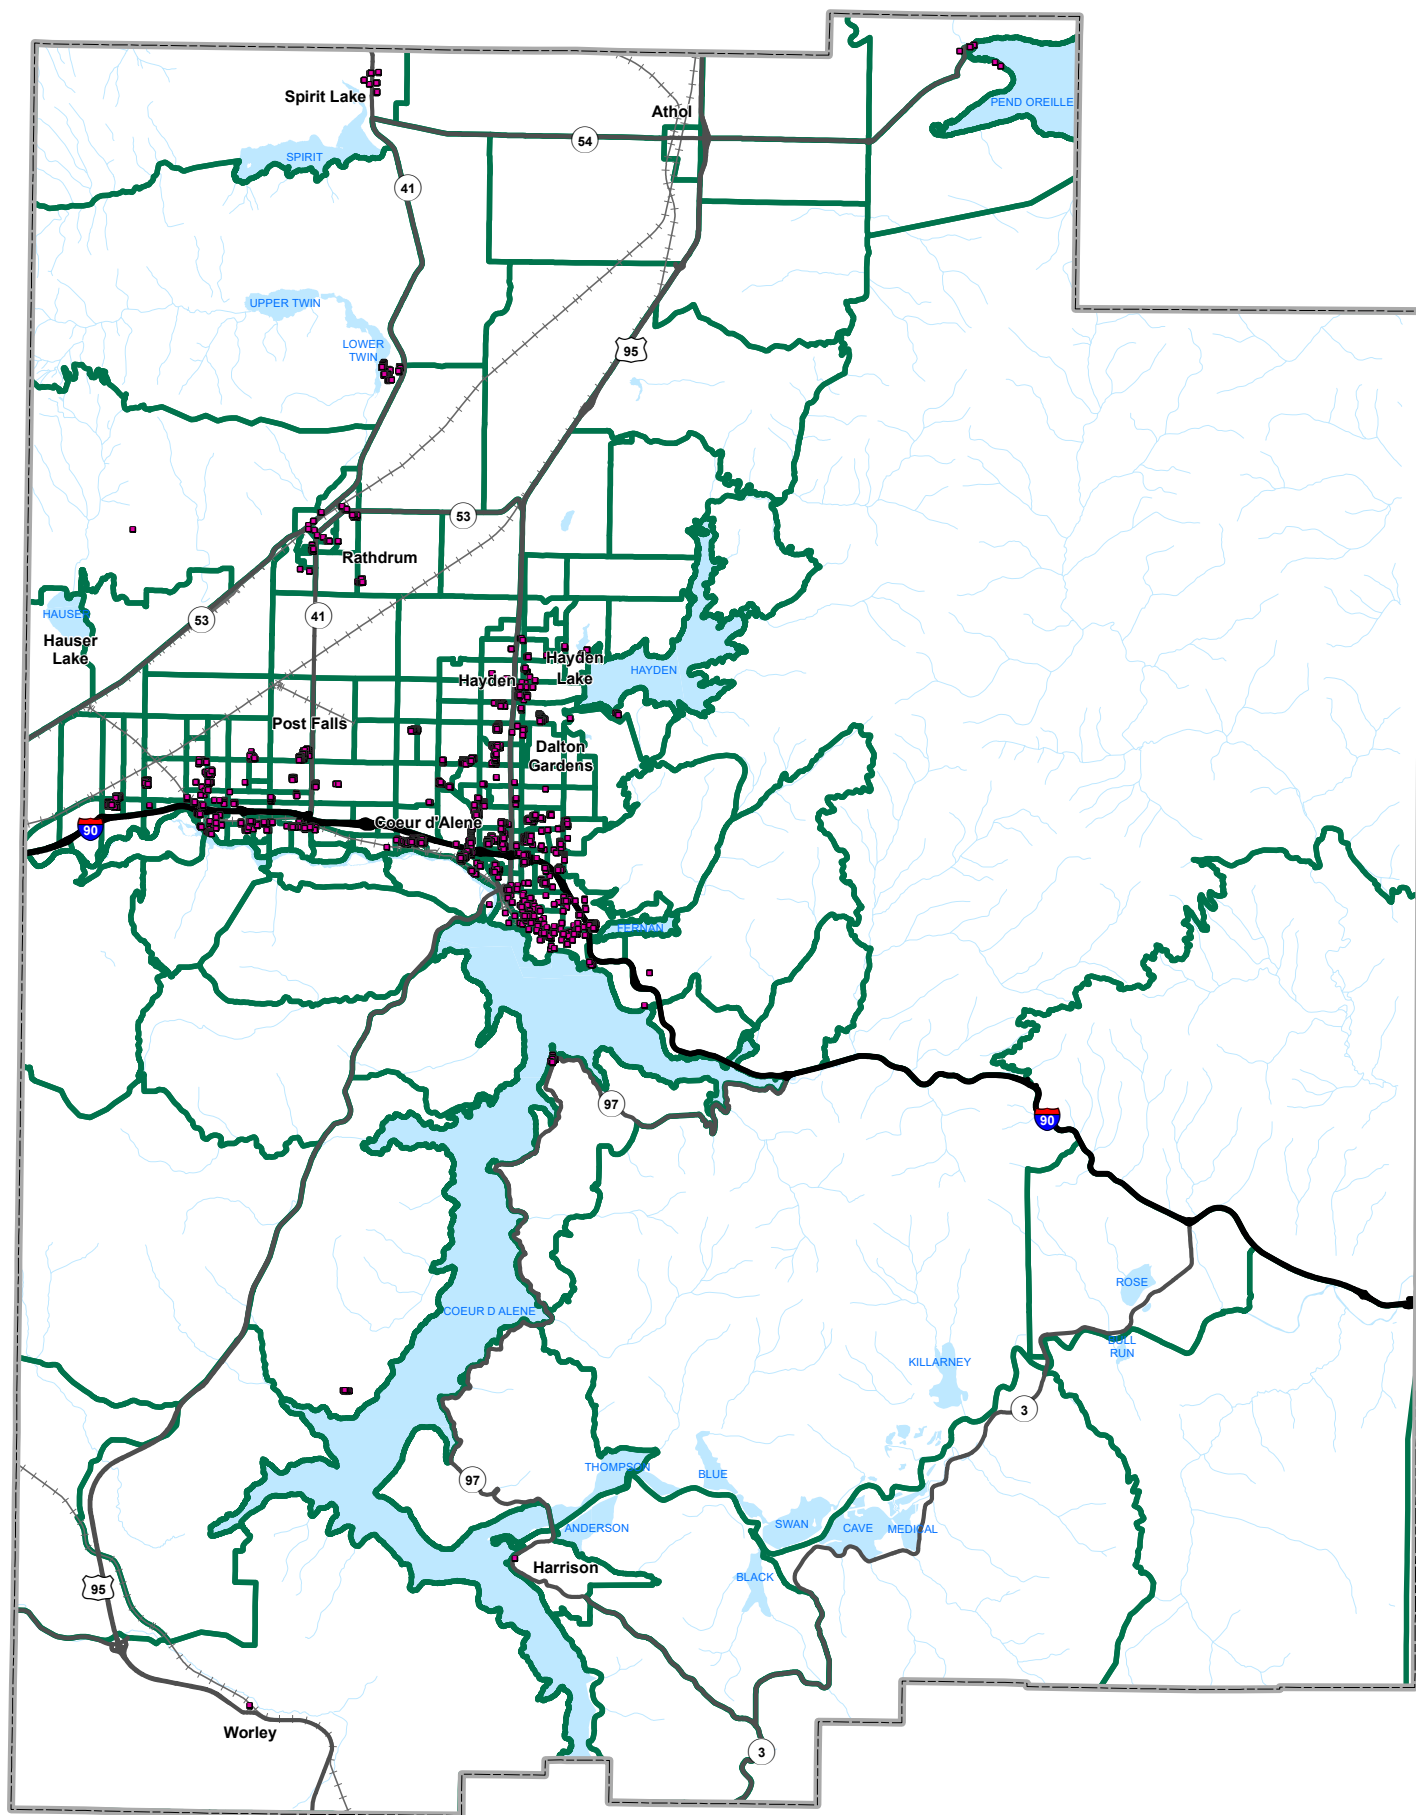 Spirit Lake
Athol
PEND OREILLE
54
SPIRIT
41
UPPER TWIN
LOWER
TWIN
95
53
Rathdrum
HAUSER
53
41
Hauser
Lake
Hayden
Lake
HAYDEN
Hayden
Post Falls
Dalton
Gardens
Coeur d'Alene
90
FERNAN
97
90
ROSE
COEUR D ALENE
BULL
RUN
KILLARNEY
3
THOMPSON
BLUE
97
SWAN
CAVE
MEDICAL
ANDERSON
Harrison
BLACK
95
Worley
3